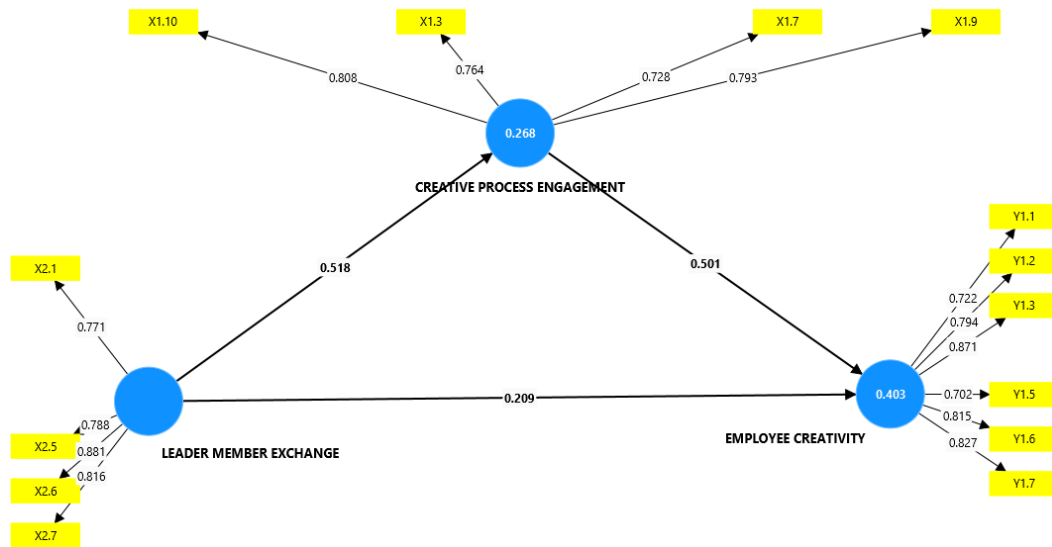 X1.10
X1.3
X1.7
X1.9
0.808
0.764
0.728
0.793
0.268
CREATIVE PROCESS ENGAGEMENT
Y1.1
Y1.2
Y1.3
X2.1
0.518
0.501
0.722
0.794
0.871
0.771
0.209
0.403
0.702
Y1.5
0.815
Y1.6
0.827
Y1.7
EMPLOYEE CREATIVITY
0.788
X2.5
0.881
LEADER MEMBER EXCHANGE
0.816
X2.6
X2.7